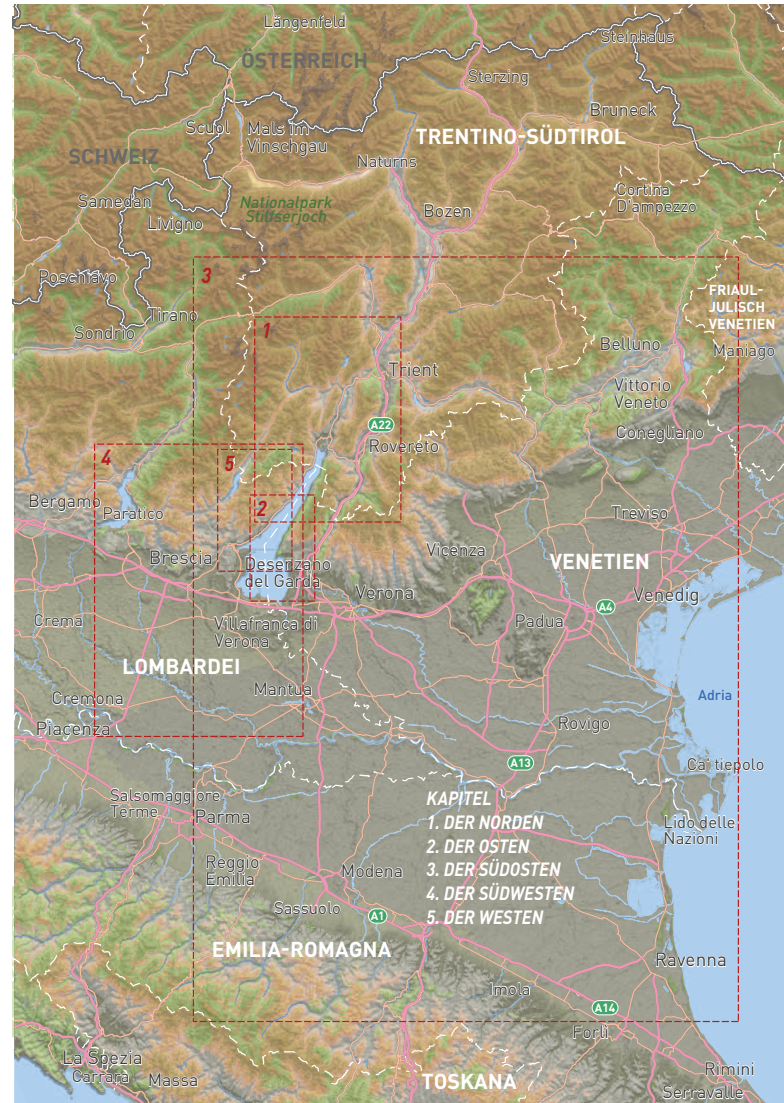 Längenfeld
Steinhaus
ÖSTERREICH
Sterzing
Bruneck
Scuol
Mals im
Vinschgau
TRENTINO-SÜDTIROL
SCHWEIZ
Naturns
Samedan
Nationalpark
Stilfserjoch
Cortina
D'ampezzo
Livigno
Bozen
3
Poschiavo
FRIAUL-
JULISCH
VENETIEN
Tirano
1
Sondrio
Belluno
Maniago
Trient
Vittorio
Veneto
A22
Rovereto
Conegliano
4
5
Bergamo
Paratico
2
Treviso
Brescia
Desenzano
del Garda
Vicenza
VENETIEN
Verona
Venedig
A4
Crema
Villafranca di
Verona
Padua
LOMBARDEI
Mantua
Adria
Cremona
Piacenza
Rovigo
A13
Ca' tiepolo
Salsomaggiore
Terme
Parma
KAPITEL
1. DER NORDEN
2. DER OSTEN
3. DER SÜDOSTEN
4. DER SÜDWESTEN
5. DER WESTEN
Lido delle
Nazioni
Reggio
Emilia
Modena
Sassuolo
A1
EMILIA-ROMAGNA
Ravenna
Imola
A14
Forlì
La Spezia
Carrara
Massa
TOSKANA
Rimini
Serravalle